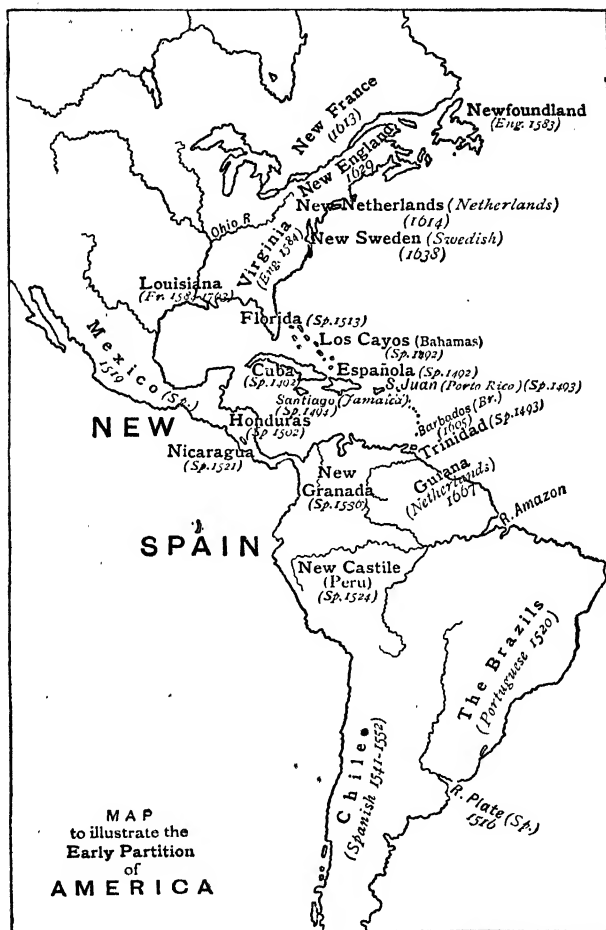 New France
(1613)
Newfoundland
(Eng. 1583)
New England
1629
New Netherlands (Netherlands)
(1614)
Ohio R
New Sweden (Swedish)
(1638)
Virginia
(Eng. 1584)
Louisiana
Florida (Sp. 1513)
Los Cayos (Bahamas)
(Sp. 1492)
Mexico (Sp.)
1519
Cuba
(Sp. 1492)
Española (Sp. 1492)
S. Juan (Porto Rico) (Sp. 1493)
Santiago (Jamaica)
(Sp. 1494)
Barbados (Br.)
(1605)
Trinidad (Sp. 1493)
Honduras
(Sp 1502)
NEW
Nicaragua
(Sp. 1521)
New
Granada
(Sp. 1536)
Guiana
(Netherlands)
1667
R. Amazon
SPAIN
New Castile
(Peru)
(Sp. 1524)
The Brazils
(Portuguese 1520)
Chile
(Spanish 1541-1552)
R. Plate (Sp.)
1516
MAP
to illustrate the
Early Partition
of
AMERICA